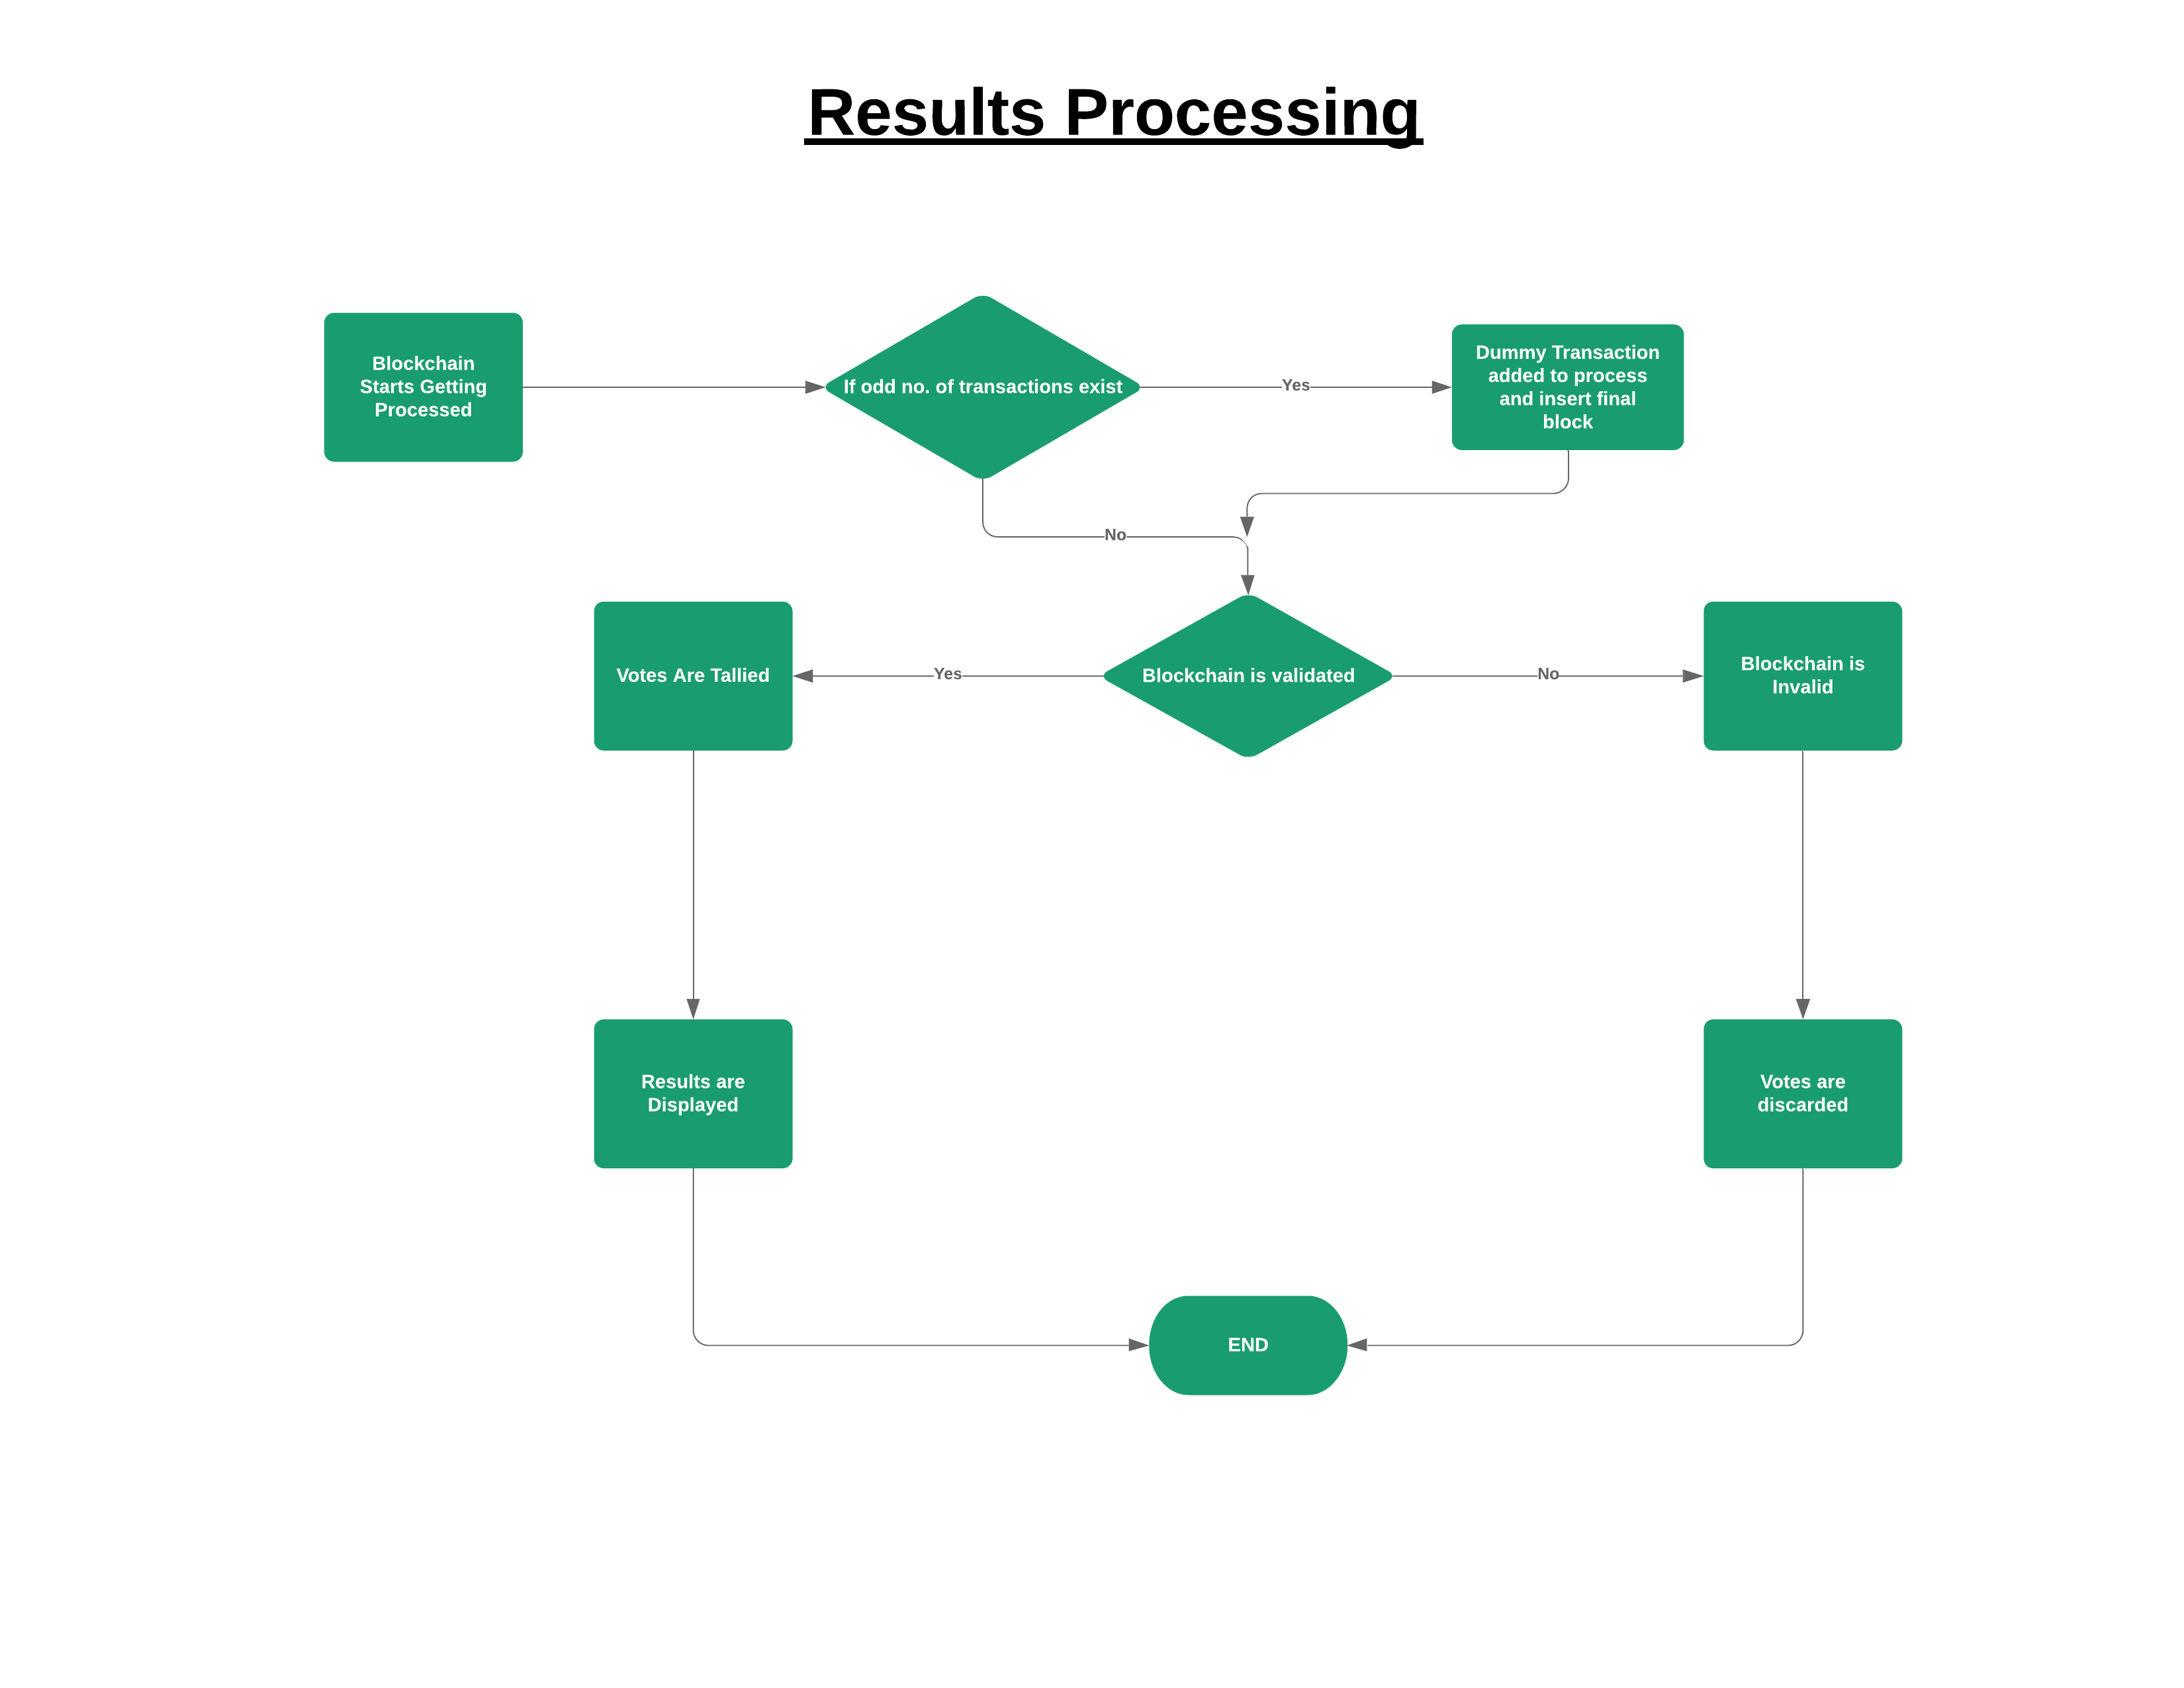 Results Processing
Blockchain
Starts Getting
Processed
If odd no. of transactions exist
Yes
Dummy Transaction
added to process
and insert final
block
No
Votes Are Tallied
Yes
Blockchain is validated
No
Blockchain is
Invalid
Results are
Displayed
Votes are
discarded
END